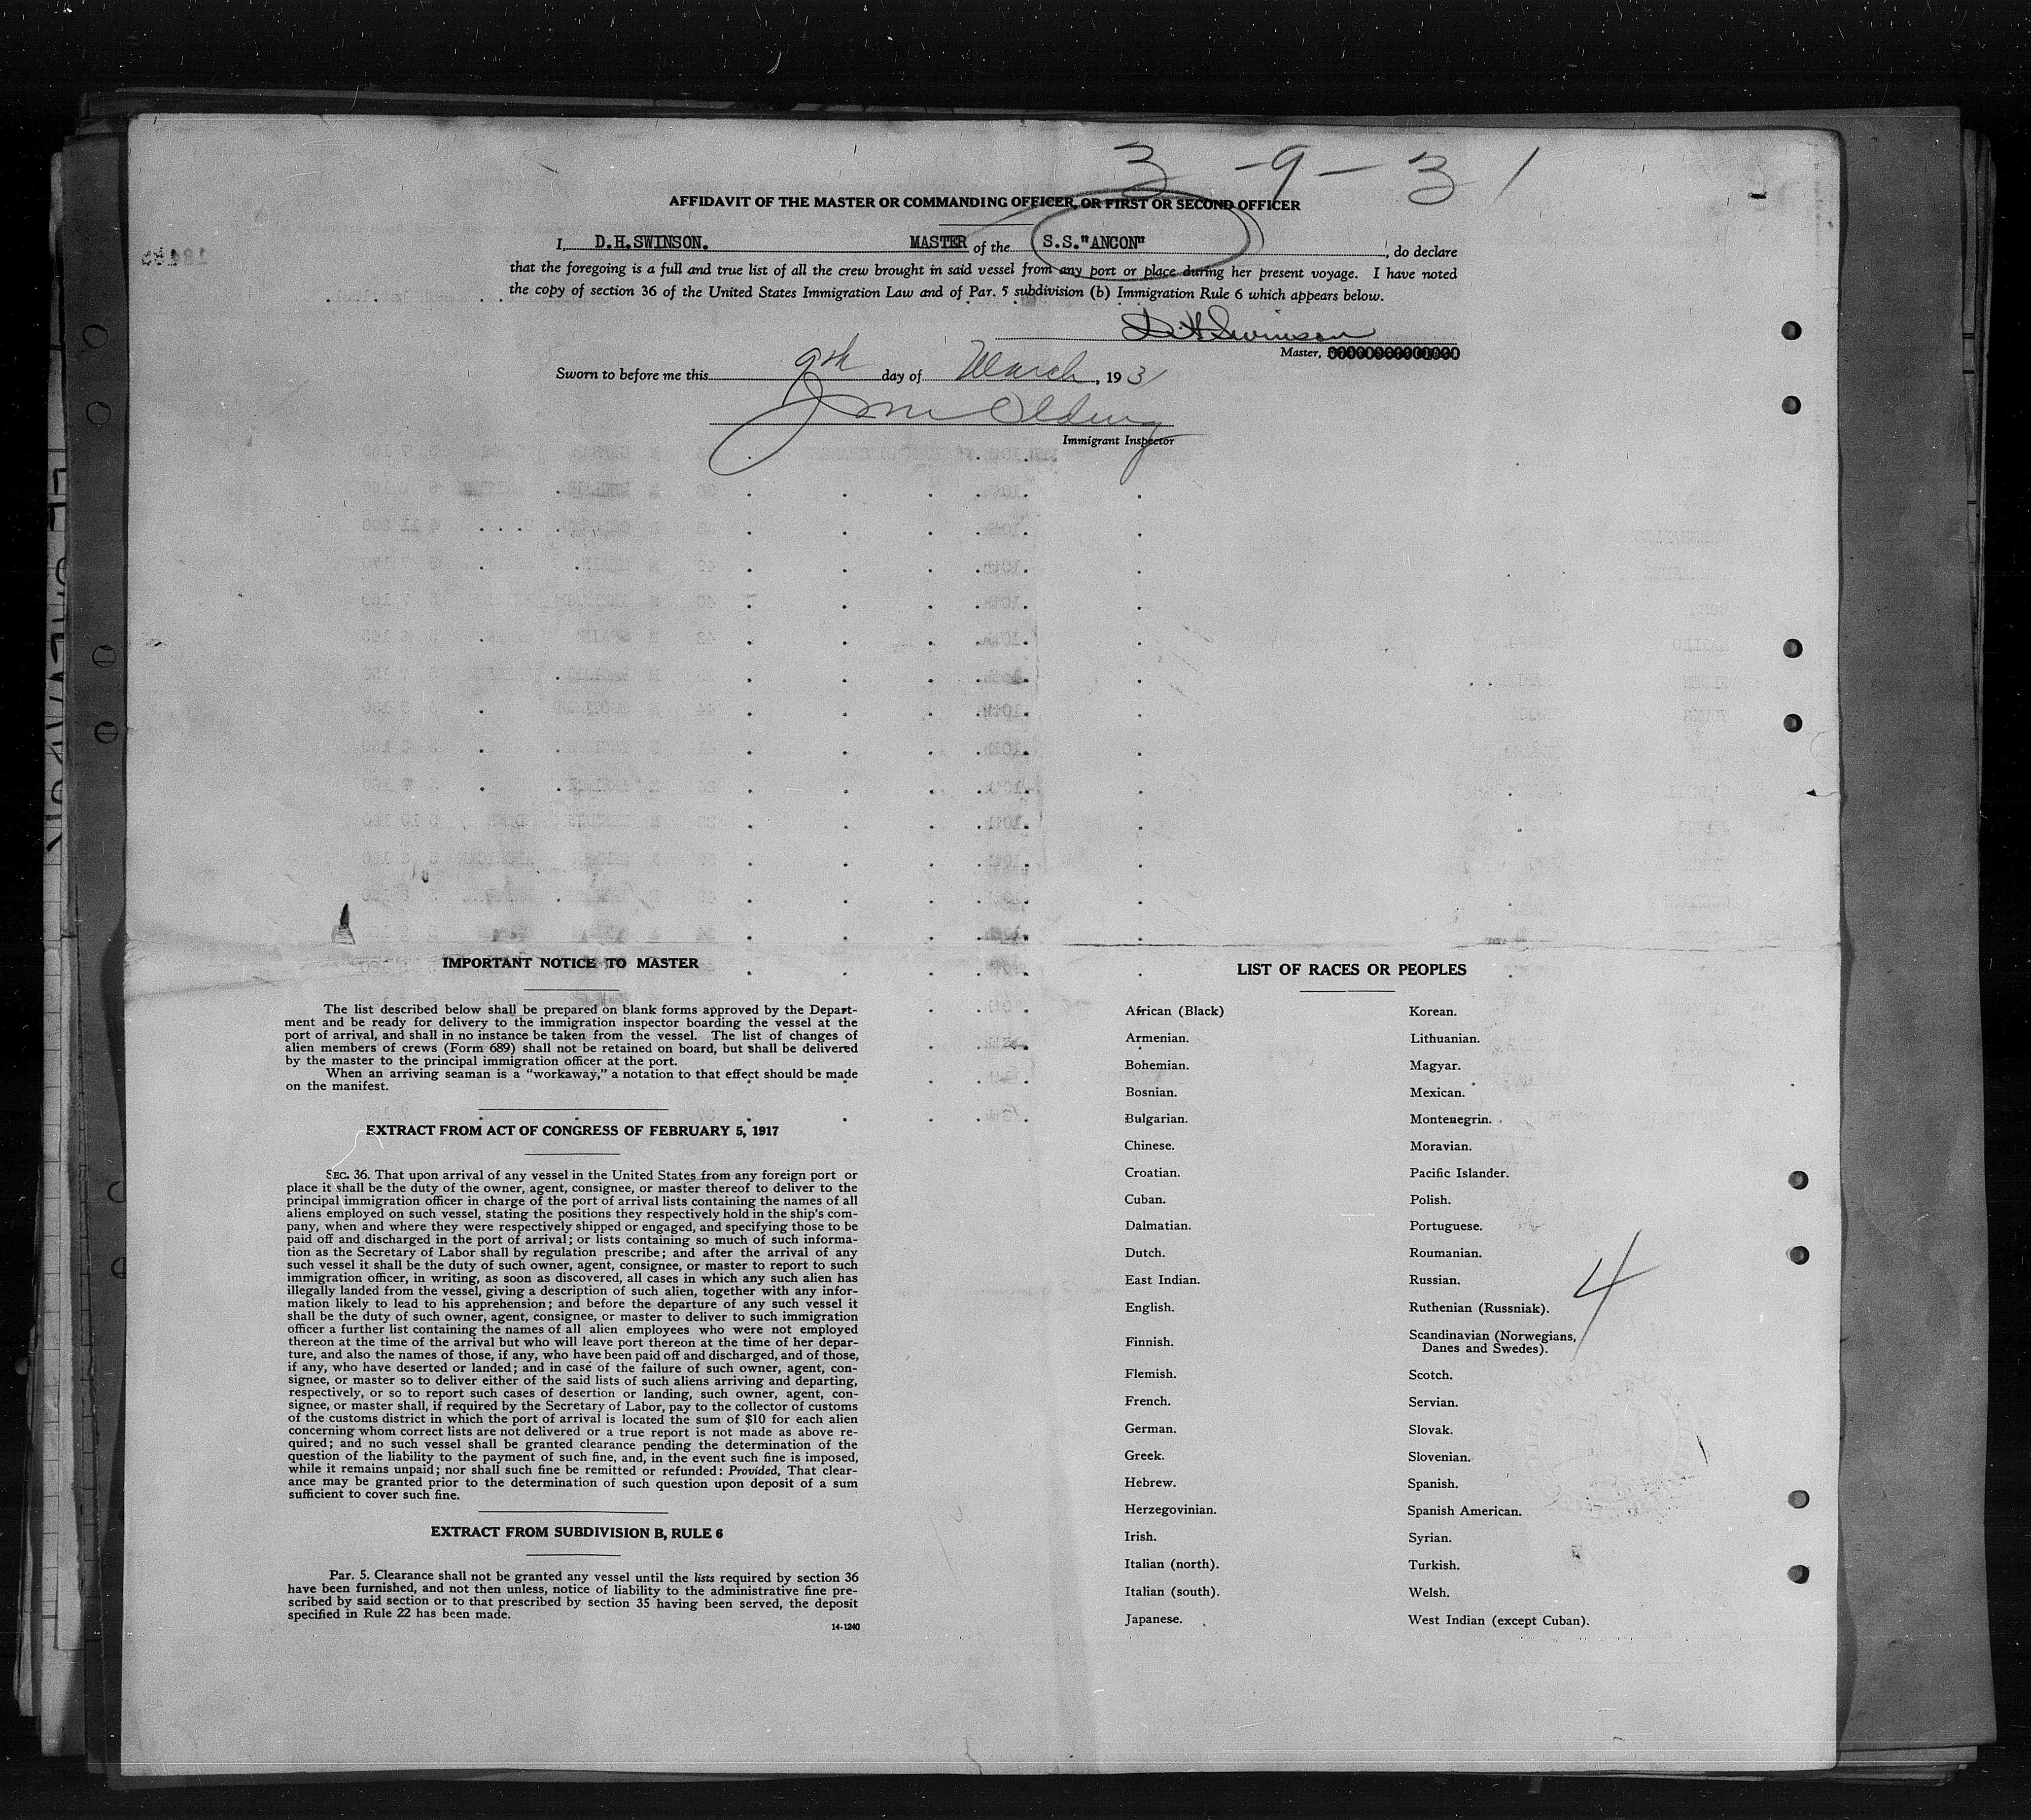 3-9-31
AFFIDAVIT OF THE MASTER OR COMMANDING OFFICER, OR FIRST OR SECOND OFFICER
I, D.H.SWINSON. MASTER of the S.S."ANCON", do declare
that the foregoing is a full and true list of all the crew brought in said vessel from any port or place during her present voyage. I have noted
the copy of section 36 of the United States Immigration Law and of Par. 5 subdivision (b) Immigration Rule 6 which appears below.
D.H.Swinson
Master,
Sworn to before me this 9th day of March, 1931
Immigrant Inspector
IMPORTANT NOTICE TO MASTER
The list described below shall be prepared on blank forms approved by the Depart-
ment and be ready for delivery to the immigration inspector boarding the vessel at the
port of arrival, and shall in no instance be taken from the vessel. The list of changes of
alien members of crews (Form 689) shall not be retained on board, but shall be delivered
by the master to the principal immigration officer at the port.
When an arriving seaman is a "workaway," a notation to that effect should be made
on the manifest.
EXTRACT FROM ACT OF CONGRESS OF FEBRUARY 5, 1917
SEC. 36. That upon arrival of any vessel in the United States from any foreign port or
place it shall be the duty of the owner, agent, consignee, or master thereof to deliver to the
principal immigration officer in charge of the port of arrival lists containing the names of all
aliens employed on such vessel, stating the positions they respectively hold in the ship's com-
pany, when and where they were respectively shipped or engaged, and specifying those to be
paid off and discharged in the port of arrival; or lists containing so much of such informa-
tion as the Secretary of Labor shall by regulation prescribe; and after the arrival of any
such vessel it shall be the duty of such owner, agent, consignee, or master to report to such
immigration officer, in writing, as soon as discovered, all cases in which any such alien has
illegally landed from the vessel, giving a description of such alien, together with any infor-
mation likely to lead to his apprehension; and before the departure of any such vessel it
shall be the duty of such owner, agent, consignee, or master to deliver to such immigration
officer a further list containing the names of all alien employees who were not employed
thereon at the time of the arrival but who will leave port thereon at the time of her depar-
ture, and also the names of those, if any, who have been paid off and discharged, and of those,
if any, who have deserted or landed; and in case of the failure of such owner, agent, con-
signee, or master so to deliver either of the said lists of such aliens arriving and departing,
respectively, or so to report such cases of desertion or landing, such owner, agent, con-
signee, or master shall, if required by the Secretary of Labor, pay to the collector of customs
of the customs district in which the port of arrival is located the sum of $10 for each alien
concerning whom correct lists are not delivered or a true report is not made as above re-
quired; and no such vessel shall be granted clearance pending the determination of the
question of the liability to the payment of such fine, and, in the event such fine is imposed,
while it remains unpaid; nor shall such fine be remitted or refunded: Provided, That clear-
ance may be granted prior to the determination of such question upon deposit of a sum
sufficient to cover such fine.
EXTRACT FROM SUBDIVISION B, RULE 6
Par. 5. Clearance shall not be granted any vessel until the lists required by section 36
have been furnished, and not then unless, notice of liability to the administrative fine pre-
scribed by said section or to that prescribed by section 35 having been served, the deposit
specified in Rule 22 has been made.
14-1240
LIST OF RACES OR PEOPLES
African (Black)
Armenian.
Bohemian.
Bosnian.
Bulgarian.
Chinese.
Croatian.
Cuban.
Dalmatian.
Dutch.
East Indian.
English.
Finnish.
Flemish.
French.
German.
Greek.
Hebrew.
Herzegovinian.
Irish.
Italian (north).
Italian (south).
Japanese.
Korean.
Lithuanian.
Magyar.
Mexican.
Montenegrin.
Moravian.
Pacific Islander.
Polish.
Portuguese.
Roumanian.
Russian.
Ruthenian (Russniak).
Scandinavian (Norwegians,
Danes and Swedes).
Scotch.
Servian.
Slovak.
Slovenian.
Spanish.
Spanish American.
Syrian.
Turkish.
Welsh.
West Indian (except Cuban).
4